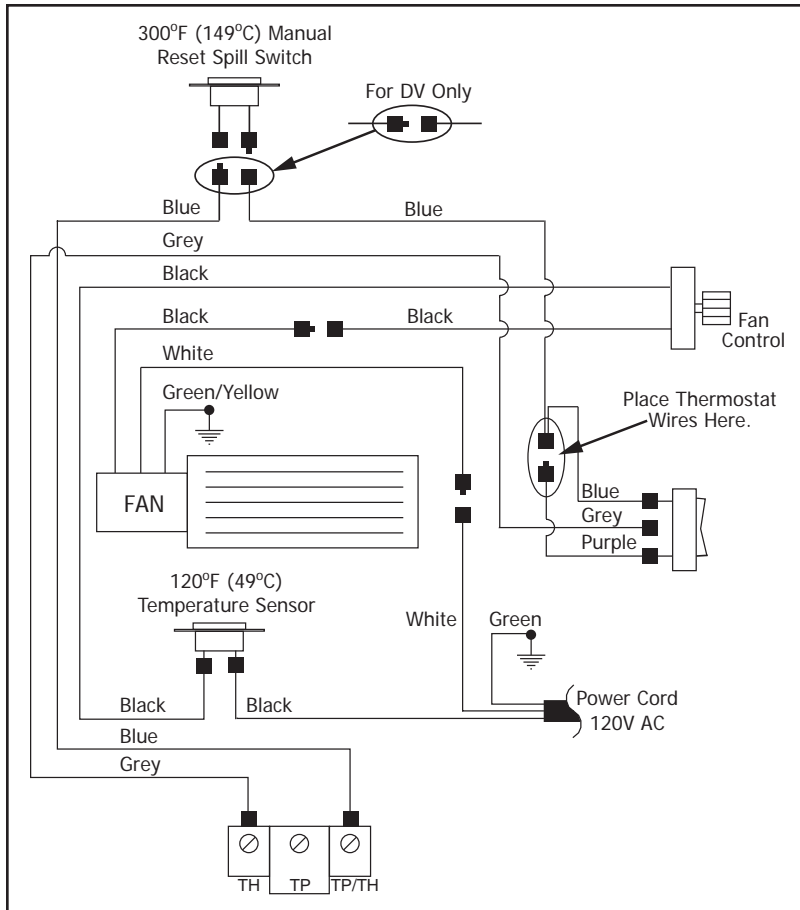 300°F (149°C) Manual
Reset Spill Switch
For DV Only
Blue
Blue
Grey
Black
Black
Black
Fan
Control
White
Green/Yellow
Place Thermostat
Wires Here.
FAN
Blue
Grey
Purple
120°F (49°C)
Temperature Sensor
White
Green
Power Cord
120V AC
Black
Black
Blue
Grey
TH
TP
TP/TH